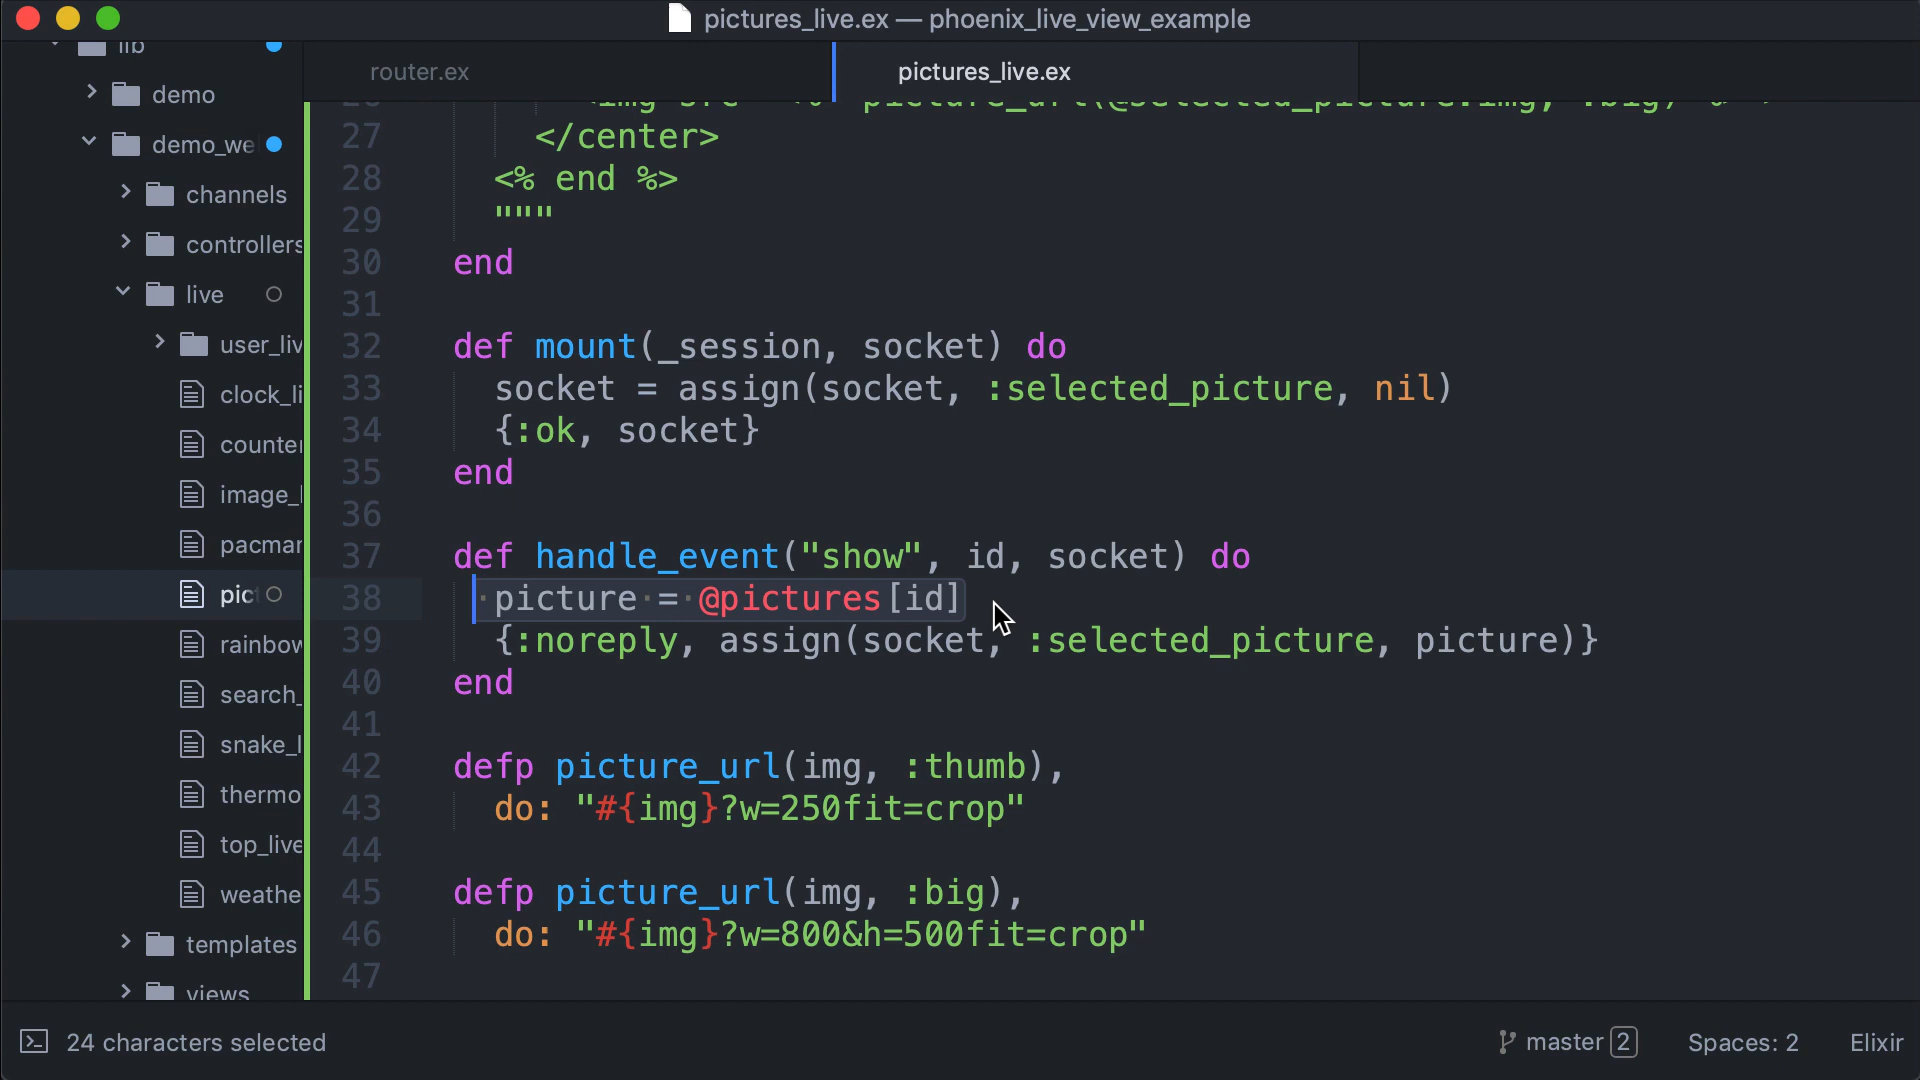 pictures_live.ex — phoenix_live_view_example
lib
router.ex
pictures_live.ex
demo
demo_we
channels
controllers
live
user_liv
clock_li
counter
image_l
pacman
pic
rainbow
search_
snake_l
thermo
top_live
weathe
templates
views
27 </center>
28 <% end %>
29 """
30 end
31
32 def mount(_session, socket) do
33 socket = assign(socket, :selected_picture, nil)
34 {:ok, socket}
35 end
36
37 def handle_event("show", id, socket) do
38 picture = @pictures[id]
39 {:noreply, assign(socket, :selected_picture, picture)}
40 end
41
42 defp picture_url(img, :thumb),
43 do: "#{img}?w=250fit=crop"
44
45 defp picture_url(img, :big),
46 do: "#{img}?w=800&h=500fit=crop"
47
24 characters selected
master 2
Spaces: 2
Elixir